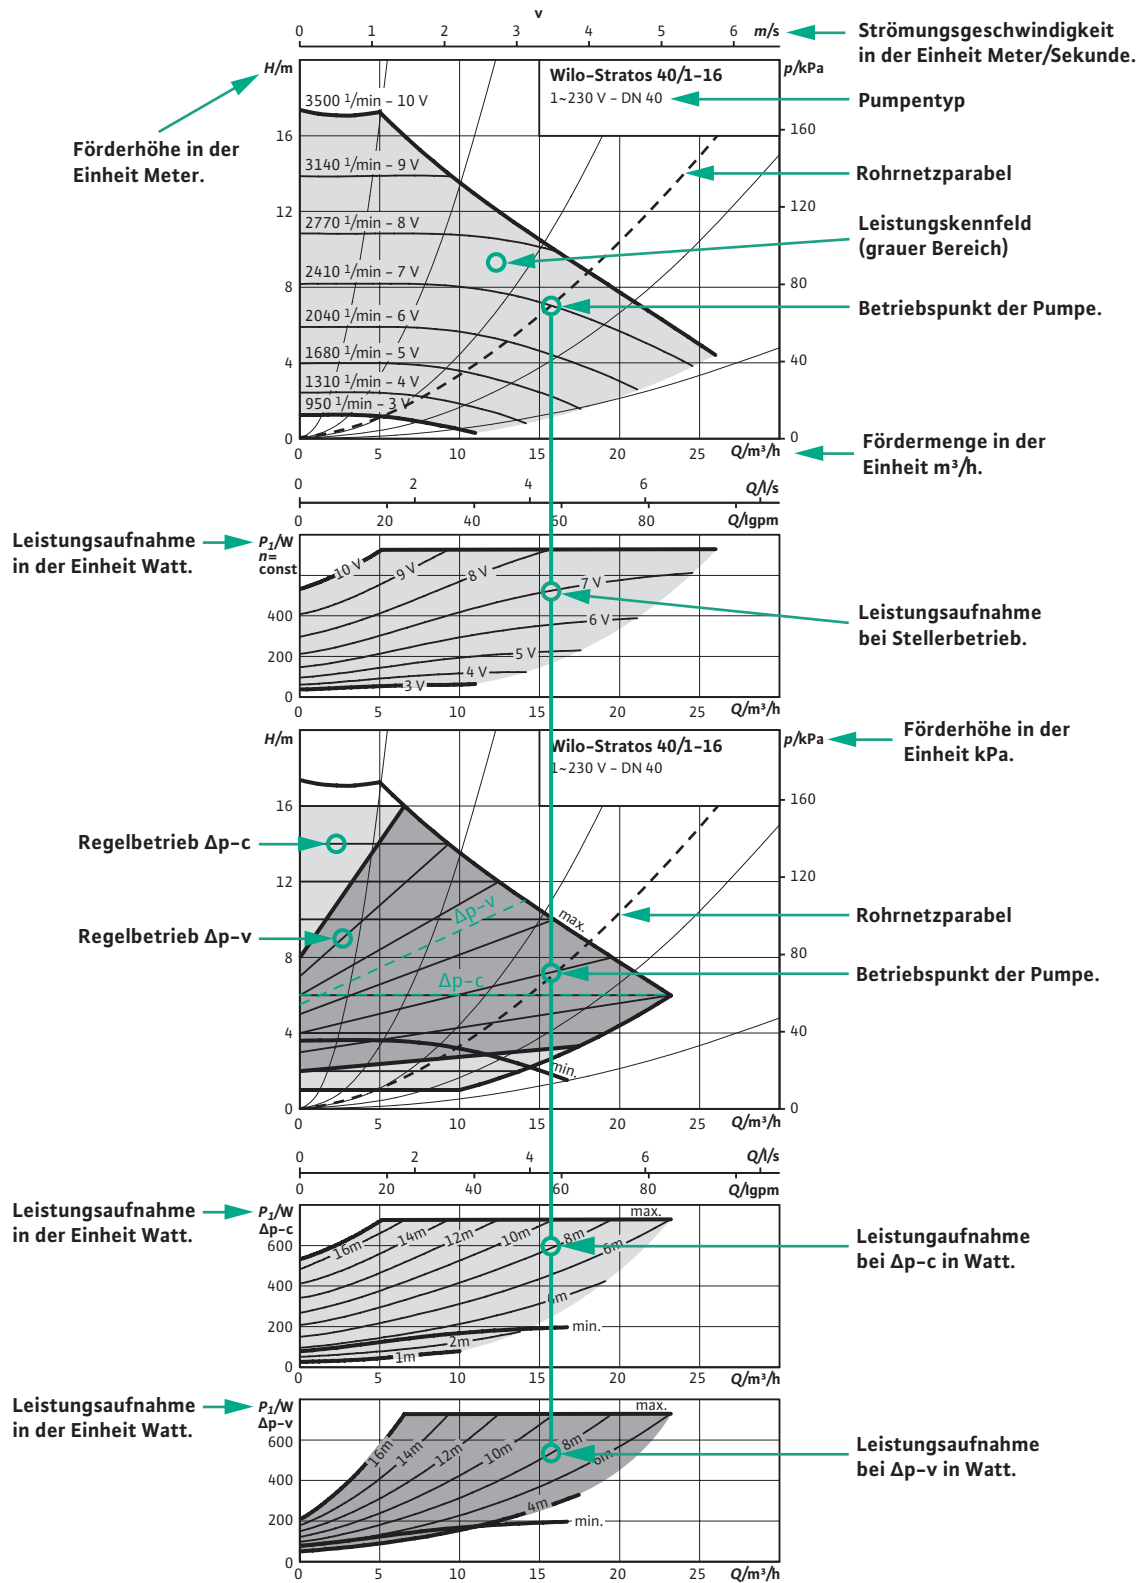 v
0 1 2 3 4 5 6 m/s
Strömungsgeschwindigkeit
in der Einheit Meter/Sekunde.
H/m
p/kPa
Wilo-Stratos 40/1-16
1~230 V - DN 40
Pumpentyp
3500 1/min - 10 V
16
160
Förderhöhe in der
Einheit Meter.
3140 1/min - 9 V
Rohrnetzparabel
12
120
2770 1/min - 8 V
Leistungskennfeld
(grauer Bereich)
2410 1/min - 7 V
8
80
2040 1/min - 6 V
Betriebspunkt der Pumpe.
1680 1/min - 5 V
4
40
1310 1/min - 4 V
950 1/min - 3 V
0
0
0 5 10 15 20 25 Q/m³/h
Fördermenge in der
Einheit m³/h.
0 2 4 6 Q/l/s
0 20 40 60 80 Q/lgpm
Leistungsaufnahme
in der Einheit Watt.
P1/W
n=
const
10 V
9 V
8 V
7 V
400
6 V
Leistungsaufnahme
bei Stellerbetrieb.
200
5 V
4 V
3 V
0
0 5 10 15 20 25 Q/m³/h
H/m
p/kPa
Wilo-Stratos 40/1-16
1~230 V - DN 40
Förderhöhe in der
Einheit kPa.
16
160
Regelbetrieb Δp-c
12
120
Δp-v
max.
Rohrnetzparabel
Regelbetrieb Δp-v
8
80
Δp-c
Betriebspunkt der Pumpe.
4
40
min.
0
0
0 5 10 15 20 25 Q/m³/h
0 2 4 6 Q/l/s
0 20 40 60 80 Q/lgpm
Leistungsaufnahme
in der Einheit Watt.
P1/W
Δp-c
max.
600
16m
14m
12m
10m
8m
6m
Leistungaufnahme
bei Δp-c in Watt.
400
4m
200
min.
2m
1m
0
0 5 10 15 20 25 Q/m³/h
Leistungsaufnahme
in der Einheit Watt.
P1/W
Δp-v
max.
600
16m
14m
12m
10m
8m
6m
Leistungsaufnahme
bei Δp-v in Watt.
400
4m
200
min.
0
0 5 10 15 20 25 Q/m³/h